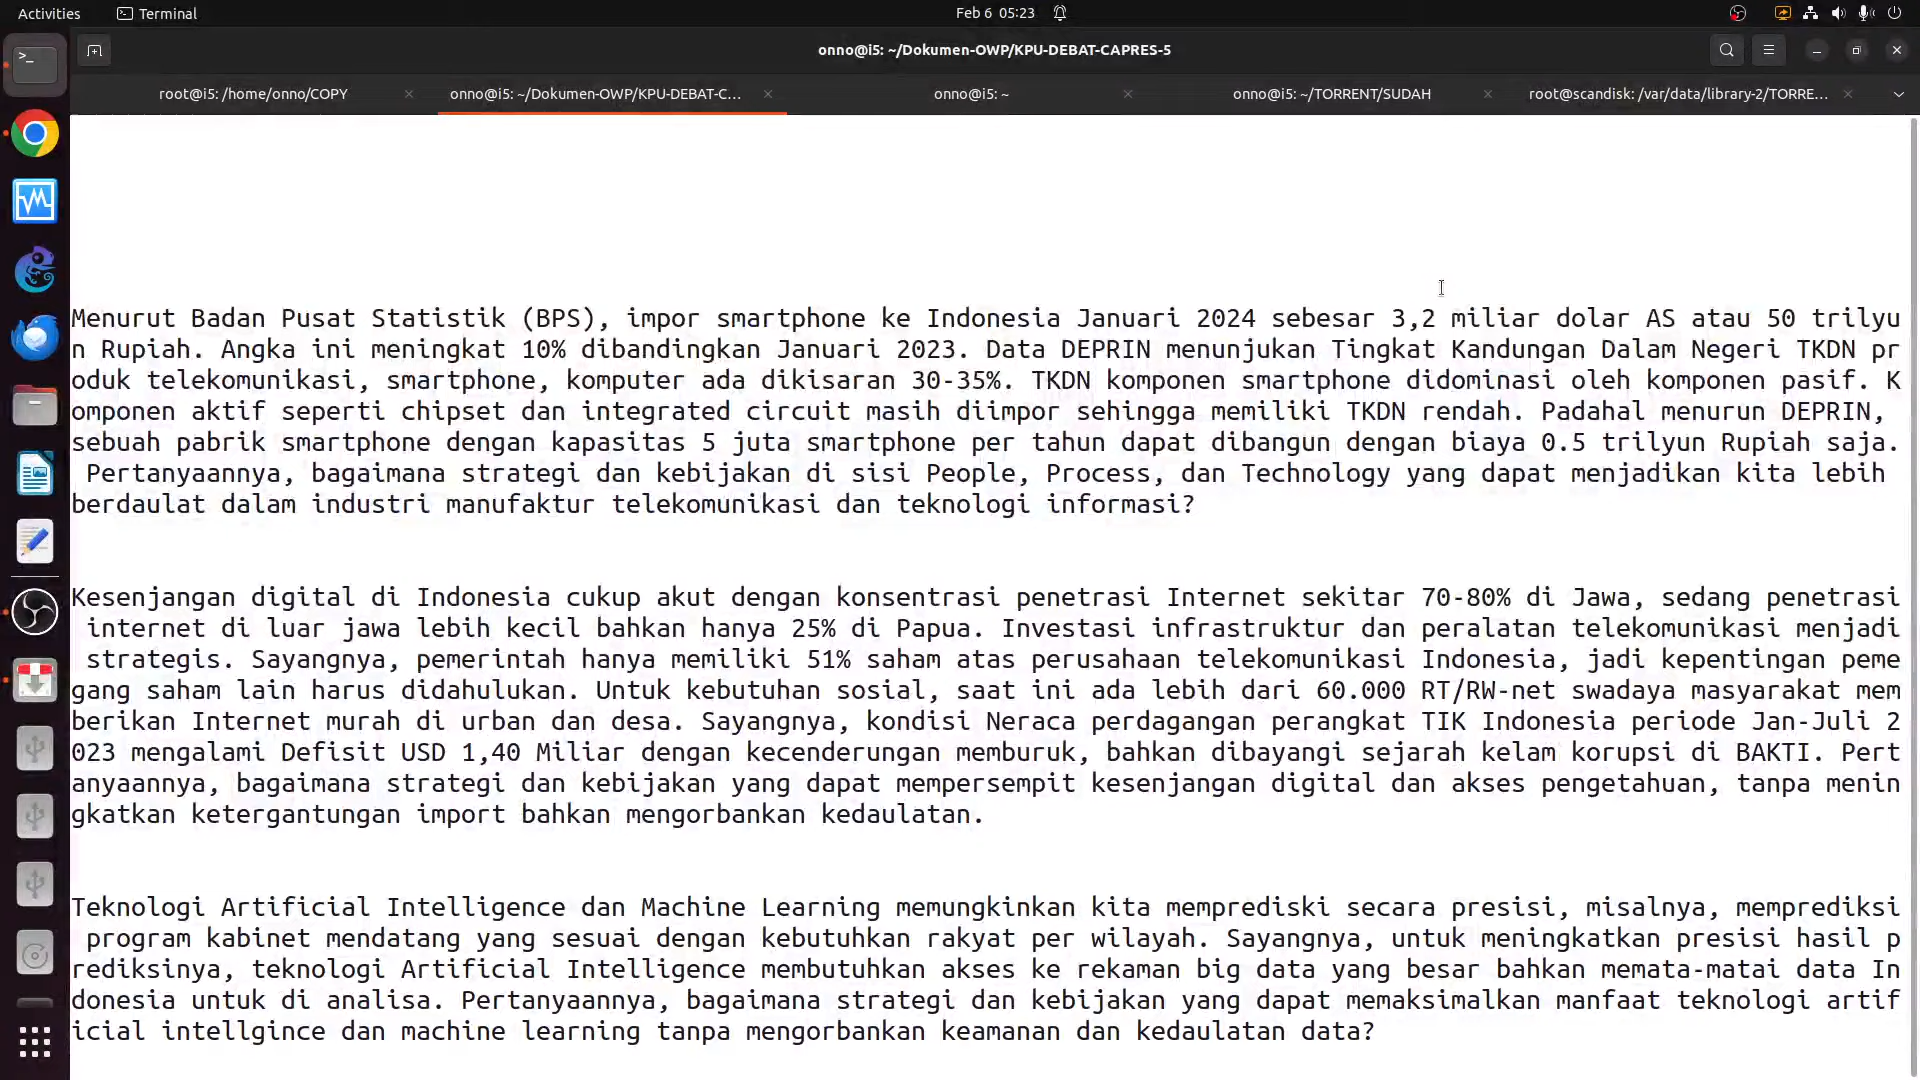 Activities
Terminal
Feb 6 05:23
onno@i5: ~/Dokumen-OWP/KPU-DEBAT-CAPRES-5
root@i5: /home/onno/COPY
onno@i5: ~/Dokumen-OWP/KPU-DEBAT-C...
onno@i5: ~
onno@i5: ~/TORRENT/SUDAH
root@scandisk: /var/data/library-2/TORRE...
Menurut Badan Pusat Statistik (BPS), impor smartphone ke Indonesia Januari 2024 sebesar 3,2 miliar dolar AS atau 50 trilyu
n Rupiah. Angka ini meningkat 10% dibandingkan Januari 2023. Data DEPRIN menunjukan Tingkat Kandungan Dalam Negeri TKDN pr
oduk telekomunikasi, smartphone, komputer ada dikisaran 30-35%. TKDN komponen smartphone didominasi oleh komponen pasif. K
omponen aktif seperti chipset dan integrated circuit masih diimpor sehingga memiliki TKDN rendah. Padahal menurun DEPRIN,
sebuah pabrik smartphone dengan kapasitas 5 juta smartphone per tahun dapat dibangun dengan biaya 0.5 trilyun Rupiah saja.
Pertanyaannya, bagaimana strategi dan kebijakan di sisi People, Process, dan Technology yang dapat menjadikan kita lebih
berdaulat dalam industri manufaktur telekomunikasi dan teknologi informasi?
Kesenjangan digital di Indonesia cukup akut dengan konsentrasi penetrasi Internet sekitar 70-80% di Jawa, sedang penetrasi
internet di luar jawa lebih kecil bahkan hanya 25% di Papua. Investasi infrastruktur dan peralatan telekomunikasi menjadi
strategis. Sayangnya, pemerintah hanya memiliki 51% saham atas perusahaan telekomunikasi Indonesia, jadi kepentingan peme
gang saham lain harus didahulukan. Untuk kebutuhan sosial, saat ini ada lebih dari 60.000 RT/RW-net swadaya masyarakat mem
berikan Internet murah di urban dan desa. Sayangnya, kondisi Neraca perdagangan perangkat TIK Indonesia periode Jan-Juli 2
023 mengalami Defisit USD 1,40 Miliar dengan kecenderungan memburuk, bahkan dibayangi sejarah kelam korupsi di BAKTI. Pert
anyaannya, bagaimana strategi dan kebijakan yang dapat mempersempit kesenjangan digital dan akses pengetahuan, tanpa menin
gkatkan ketergantungan import bahkan mengorbankan kedaulatan.
Teknologi Artificial Intelligence dan Machine Learning memungkinkan kita memprediski secara presisi, misalnya, memprediksi
program kabinet mendatang yang sesuai dengan kebutuhkan rakyat per wilayah. Sayangnya, untuk meningkatkan presisi hasil p
rediksinya, teknologi Artificial Intelligence membutuhkan akses ke rekaman big data yang besar bahkan memata-matai data In
donesia untuk di analisa. Pertanyaannya, bagaimana strategi dan kebijakan yang dapat memaksimalkan manfaat teknologi artif
icial intellgince dan machine learning tanpa mengorbankan keamanan dan kedaulatan data?